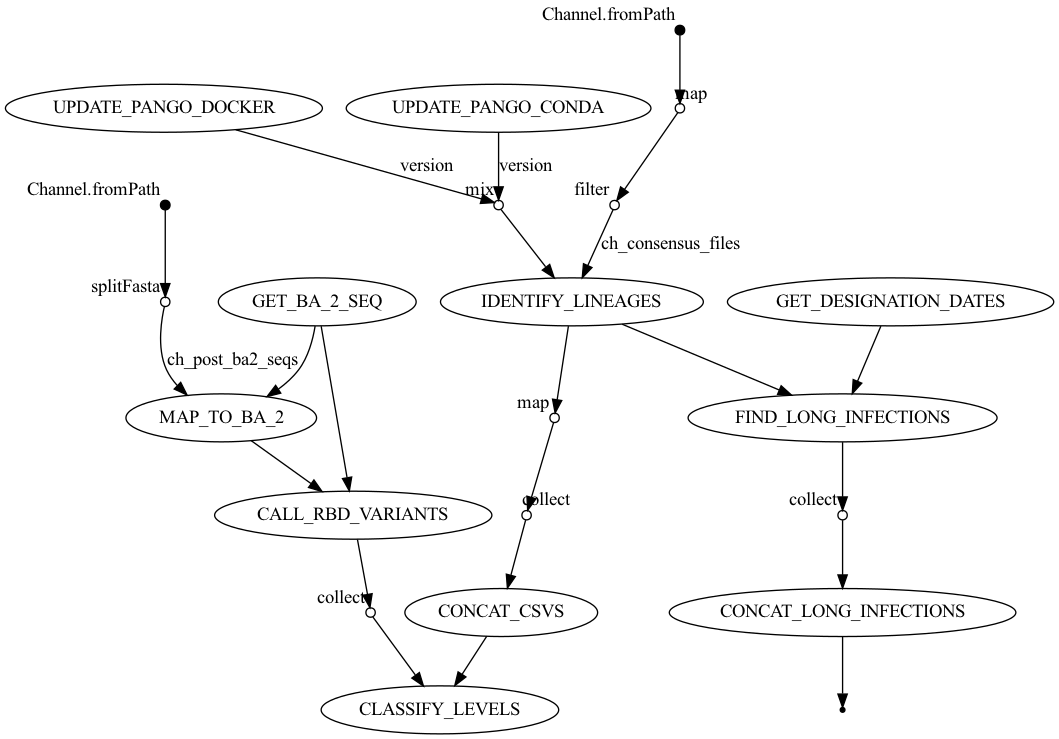 Channel.fromPath
map
UPDATE_PANGO_DOCKER
UPDATE_PANGO_CONDA
version
version
Channel.fromPath
mix
filter
ch_consensus_files
splitFasta
GET_BA_2_SEQ
IDENTIFY_LINEAGES
GET_DESIGNATION_DATES
ch_post_ba2_seqs
map
MAP_TO_BA_2
FIND_LONG_INFECTIONS
collect
collect
CALL_RBD_VARIANTS
collect
CONCAT_CSVS
CONCAT_LONG_INFECTIONS
CLASSIFY_LEVELS